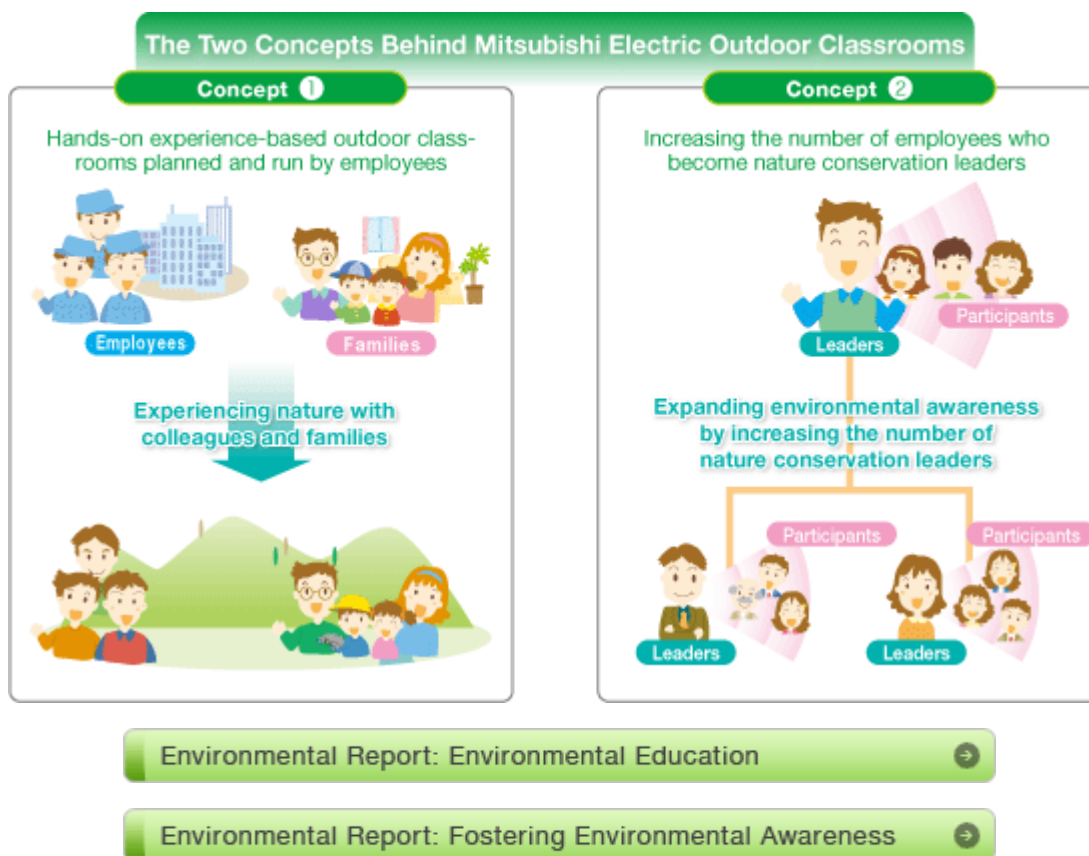 The Two Concepts Behind Mitsubishi Electric Outdoor Classrooms
Concept 1
Hands-on experience-based outdoor class-
rooms planned and run by employees
Employees
Families
Experiencing nature with
colleagues and families
Concept 2
Increasing the number of employees who
become nature conservation leaders
Participants
Leaders
Expanding environmental awareness
by increasing the number of
nature conservation leaders
Participants
Participants
Leaders
Leaders
Environmental Report: Environmental Education
Environmental Report: Fostering Environmental Awareness